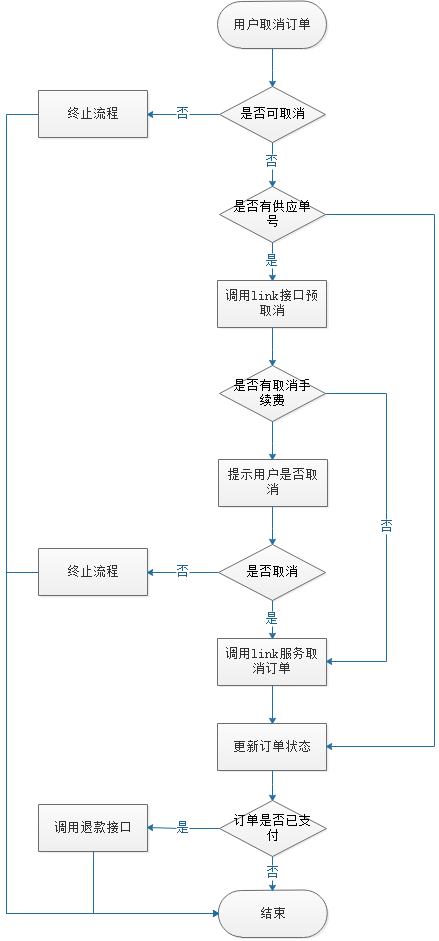 用户取消订单
终止流程
否
是否可取消
否
是否有供应单
号
是
调用link接口预
取消
是否有取消手
续费
提示用户是否取
消
否
终止流程
否
是否取消
是
调用link服务取
消订单
更新订单状态
调用退款接口
是
订单是否已支
付
否
结束